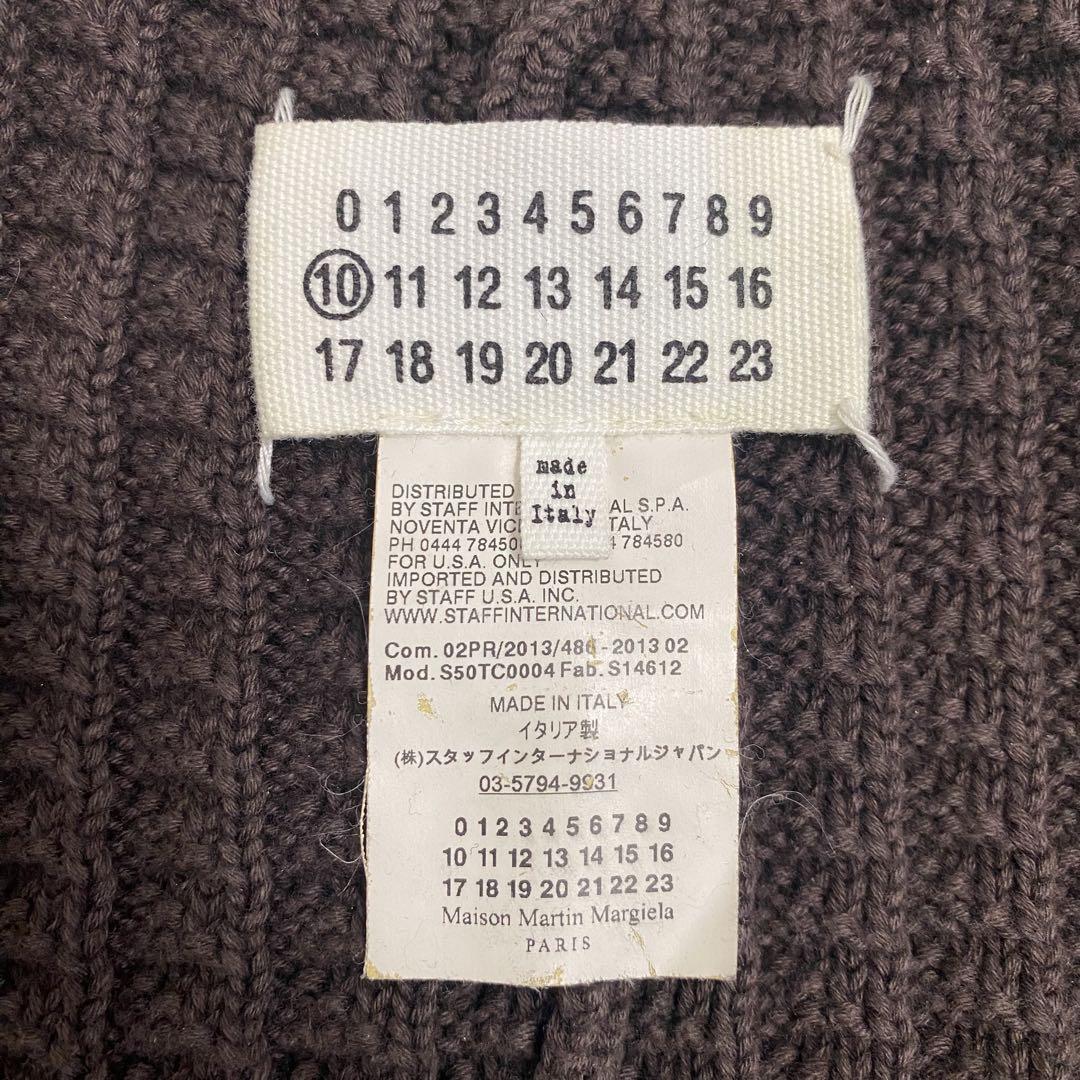 0 1 2 3 4 5 6 7 8 9
10 11 12 13 14 15 16
17 18 19 20 21 22 23
made
in
Italy
DISTRIBUTED
BY STAFF AL S.P.A.
NOVENTA
PH 0444 784580
FOR U.S.A. ONLY
IMPORTED AND DISTRIBUTED
BY STAFF U.S.A. INC.
WWW.STAFFINTERNATIONAL.COM
Com. 02PR/2013/486-2013 02
Mod. S50TC0004 Fab. S14612
MADE IN ITALY
イタリア製
(株)スタッフインターナショナルジャパン
03-5794-9931
0 1 2 3 4 5 6 7 8 9
10 11 12 13 14 15 16
17 18 19 20 21 22 23
Maison Martin Margiela
PARIS